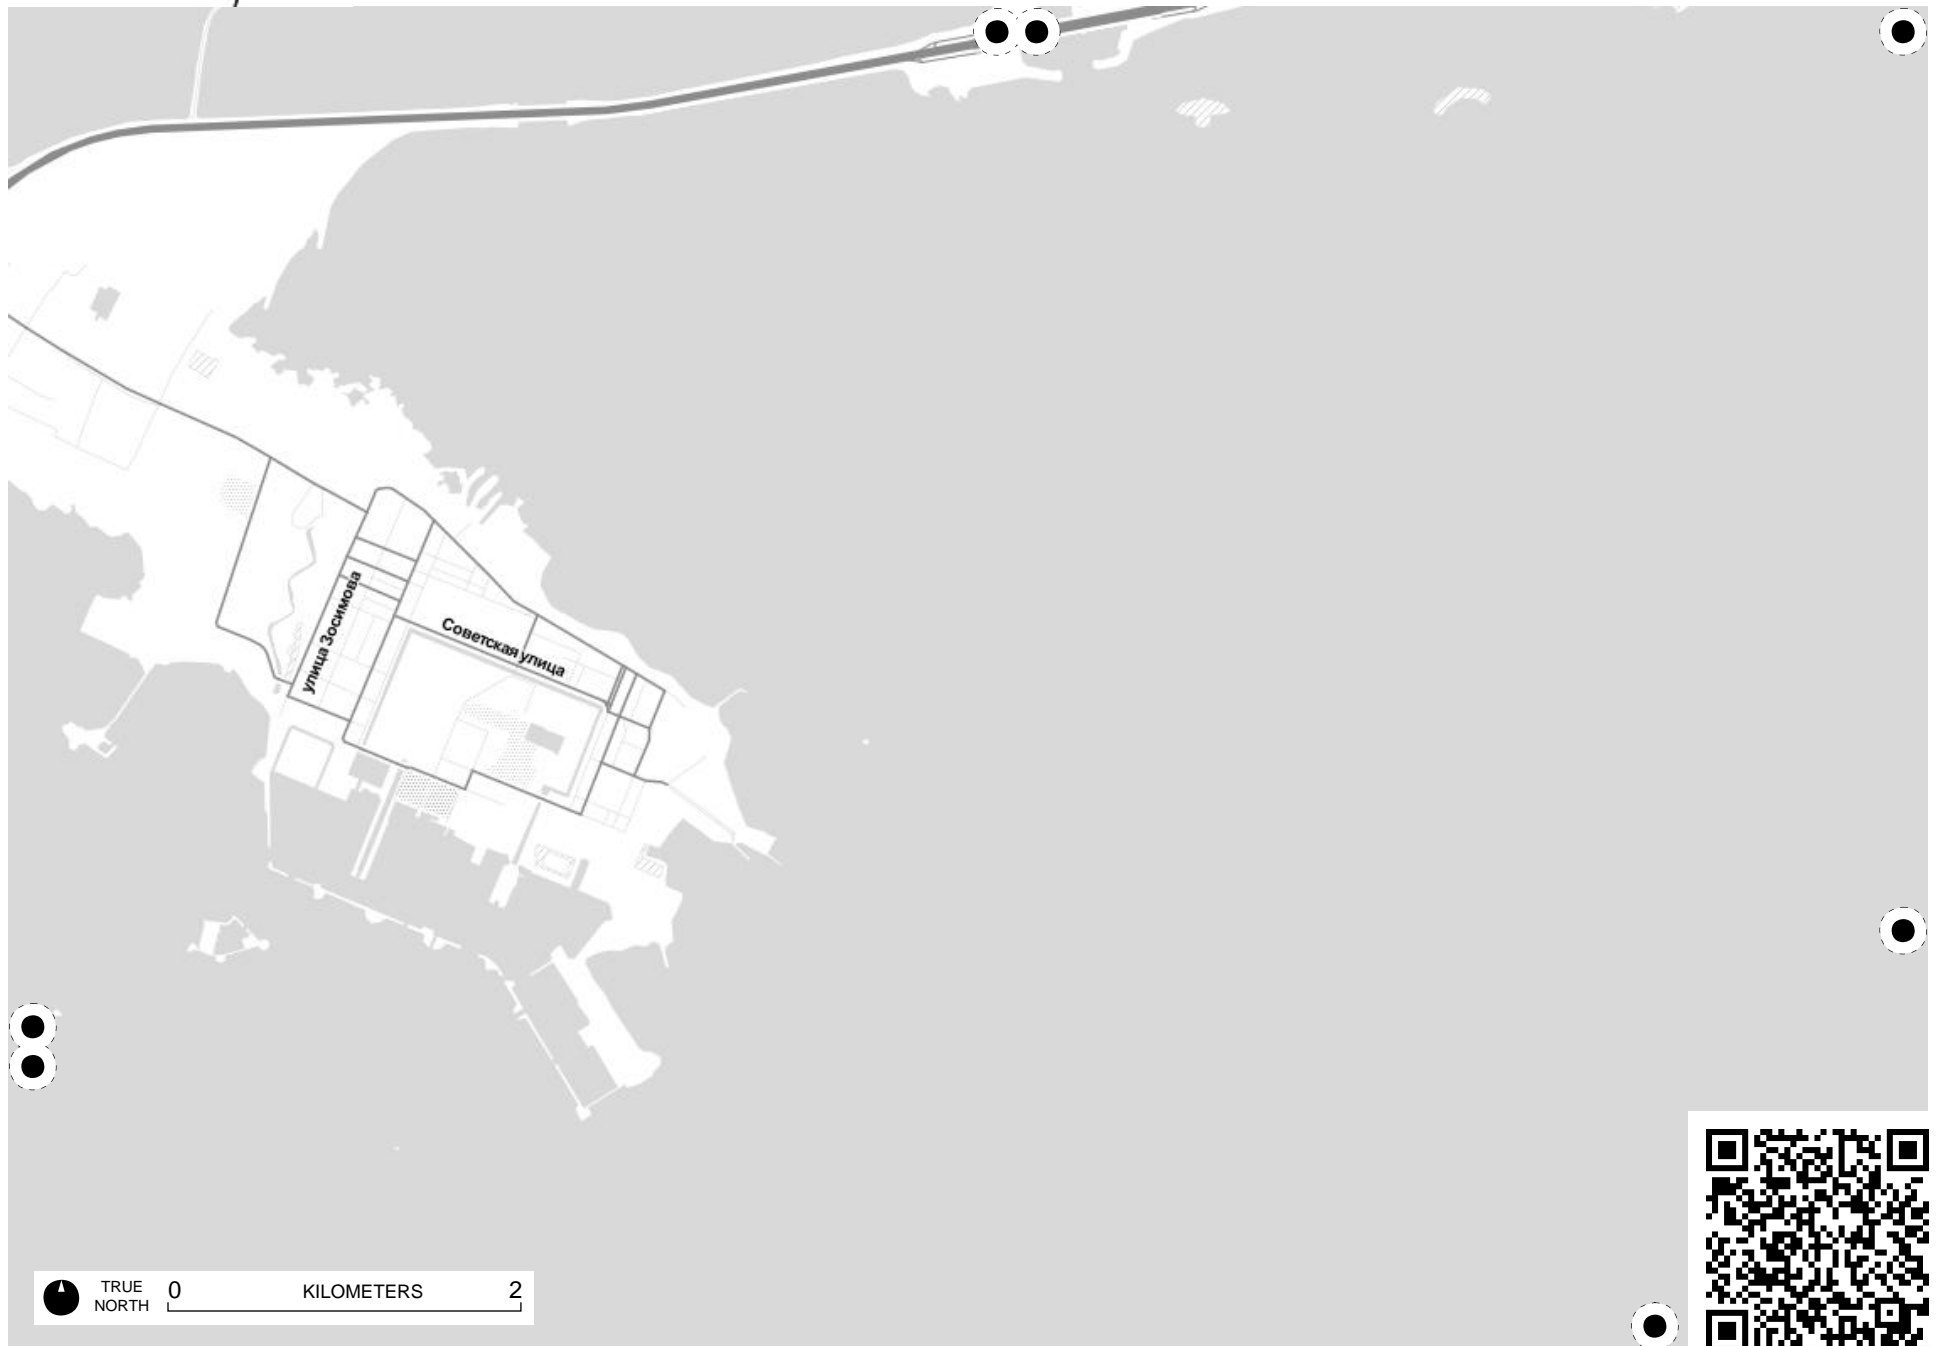 улица Зосимова
Советская улица
TRUE
NORTH
0 KILOMETERS 2